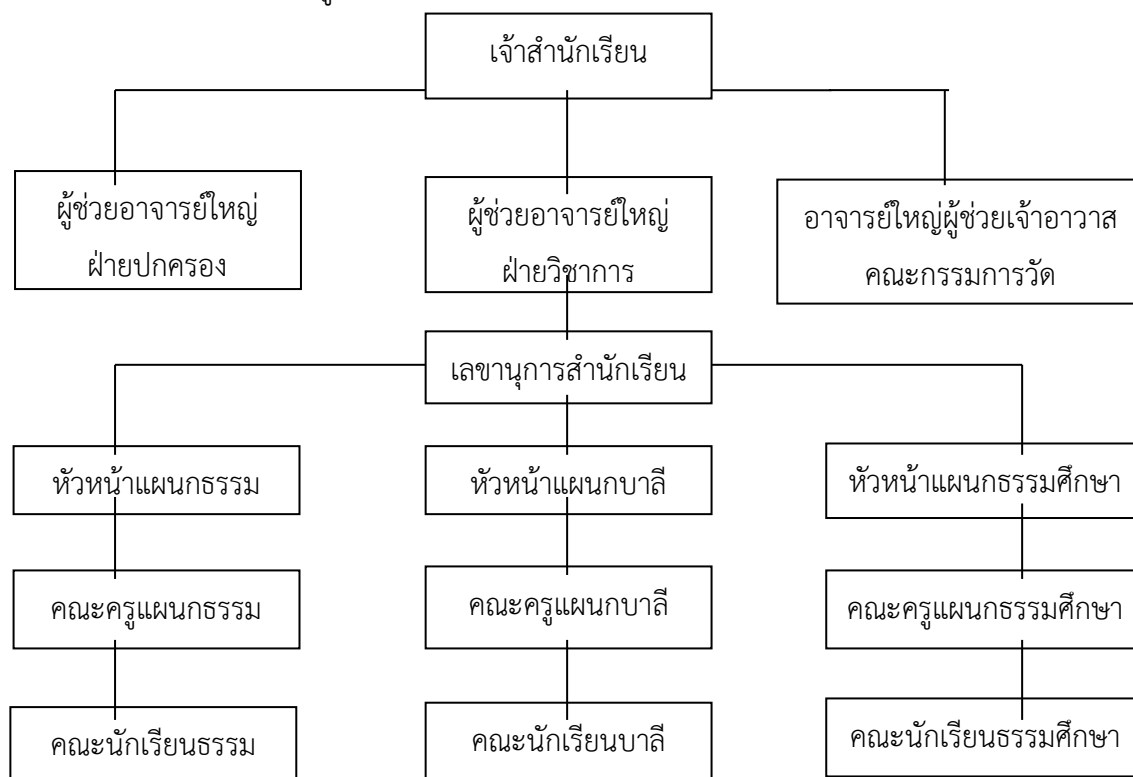 เจ้าสำนักเรียน
ผู้ช่วยอาจารย์ใหญ่
ฝ่ายปกครอง
ผู้ช่วยอาจารย์ใหญ่
ฝ่ายวิชาการ
อาจารย์ใหญ่ผู้ช่วยเจ้าอาวาส
คณะกรรมการวัด
เลขานุการสำนักเรียน
หัวหน้าแผนกธรรม
หัวหน้าแผนกบาลี
หัวหน้าแผนกธรรมศึกษา
คณะครูแผนกธรรม
คณะครูแผนกบาลี
คณะครูแผนกธรรมศึกษา
คณะนักเรียนธรรม
คณะนักเรียนบาลี
คณะนักเรียนธรรมศึกษา